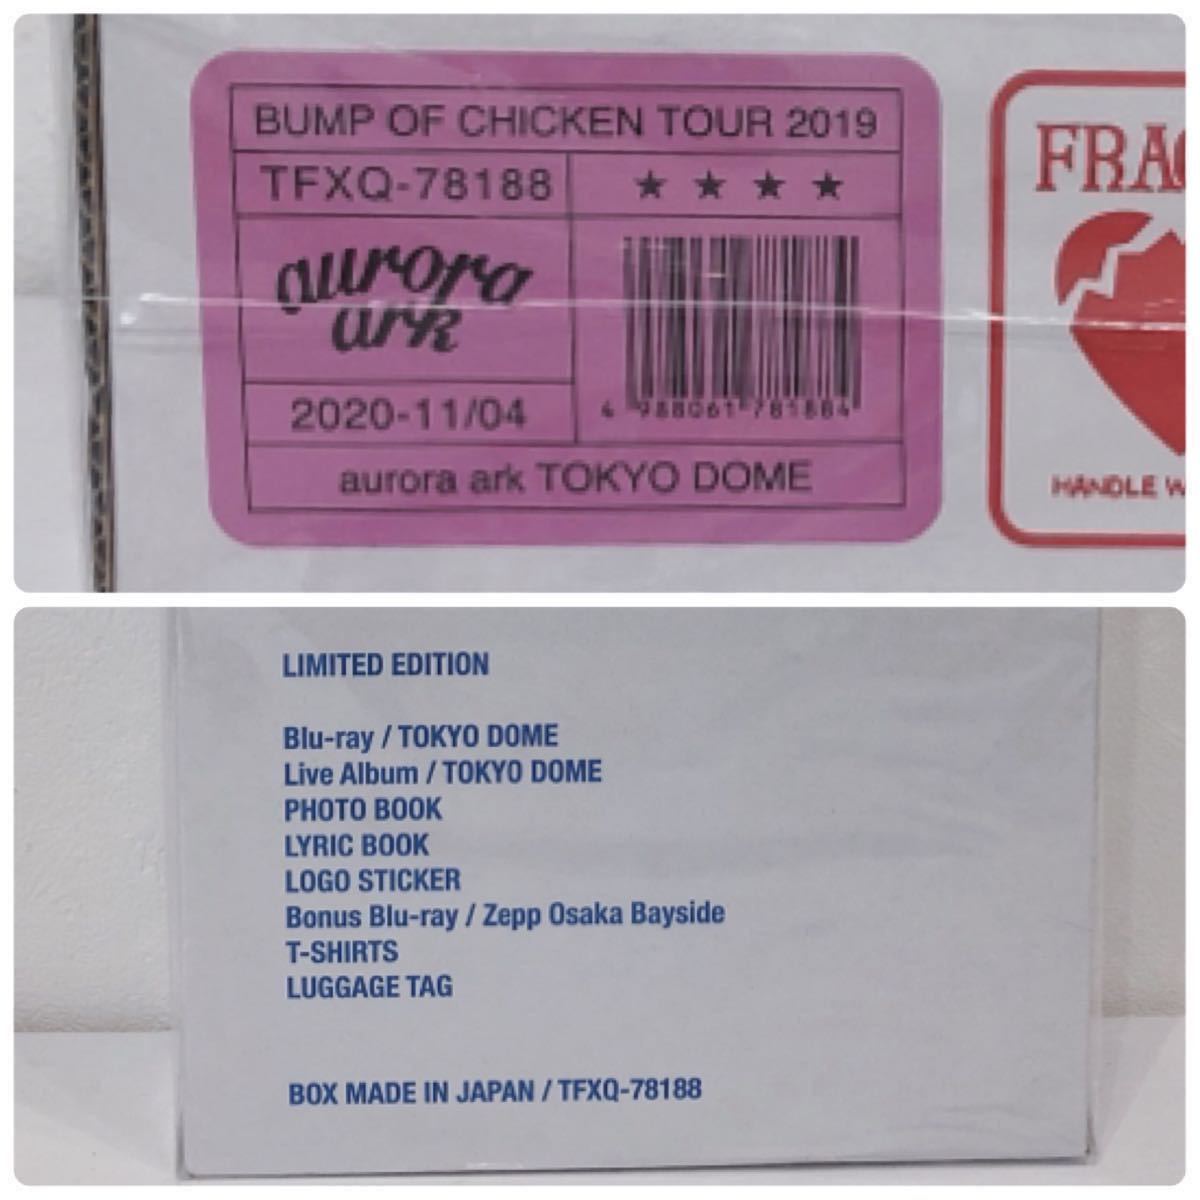 BUMP OF CHICKEN TOUR 2019
TFXQ-78188
★ ★ ★ ★
aurora
ark
4 988061 781884
2020-11/04
aurora ark TOKYO DOME
FRAG
HANDLE W
LIMITED EDITION
Blu-ray / TOKYO DOME
Live Album / TOKYO DOME
PHOTO BOOK
LYRIC BOOK
LOGO STICKER
Bonus Blu-ray / Zepp Osaka Bayside
T-SHIRTS
LUGGAGE TAG
BOX MADE IN JAPAN / TFXQ-78188